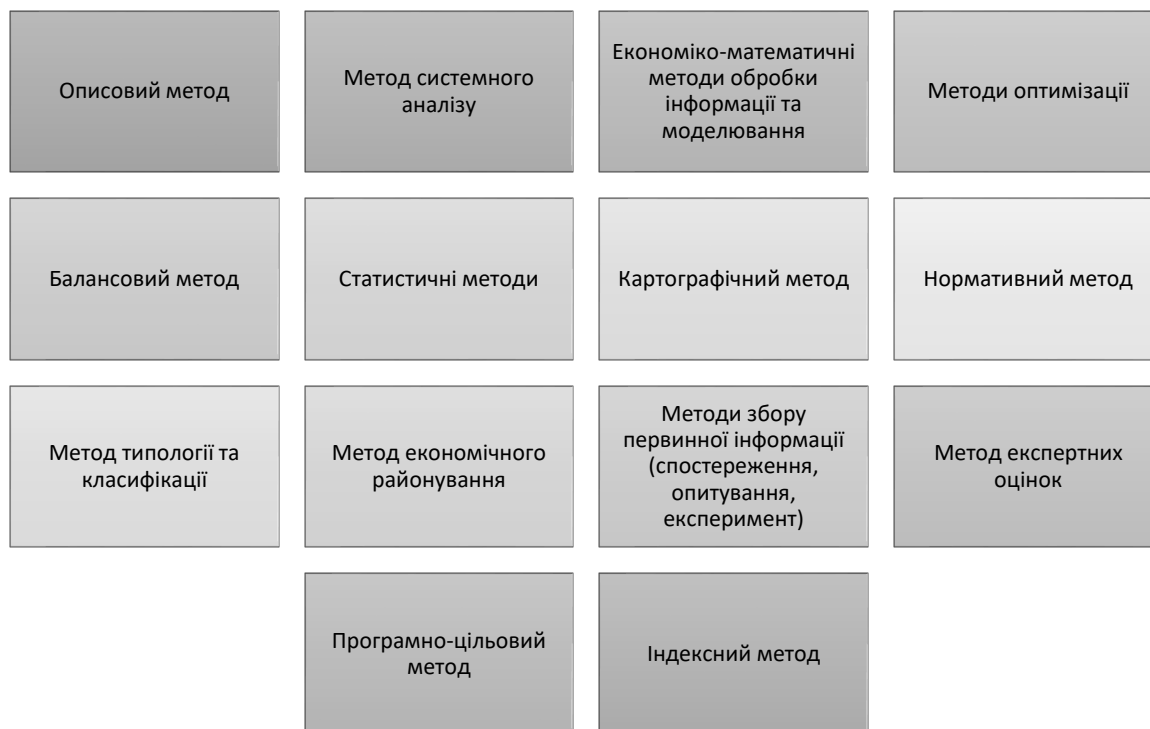 Описовий метод
Метод системного
аналізу
Економіко-математичні
методи обробки
інформації та
моделювання
Методи оптимізації
Балансовий метод
Статистичні методи
Картографічний метод
Нормативний метод
Метод типології та
класифікації
Метод економічного
районування
Методи збору
первинної інформації
(спостереження,
опитування,
експеримент)
Метод експертних
оцінок
Програмно-цільовий
метод
Індексний метод